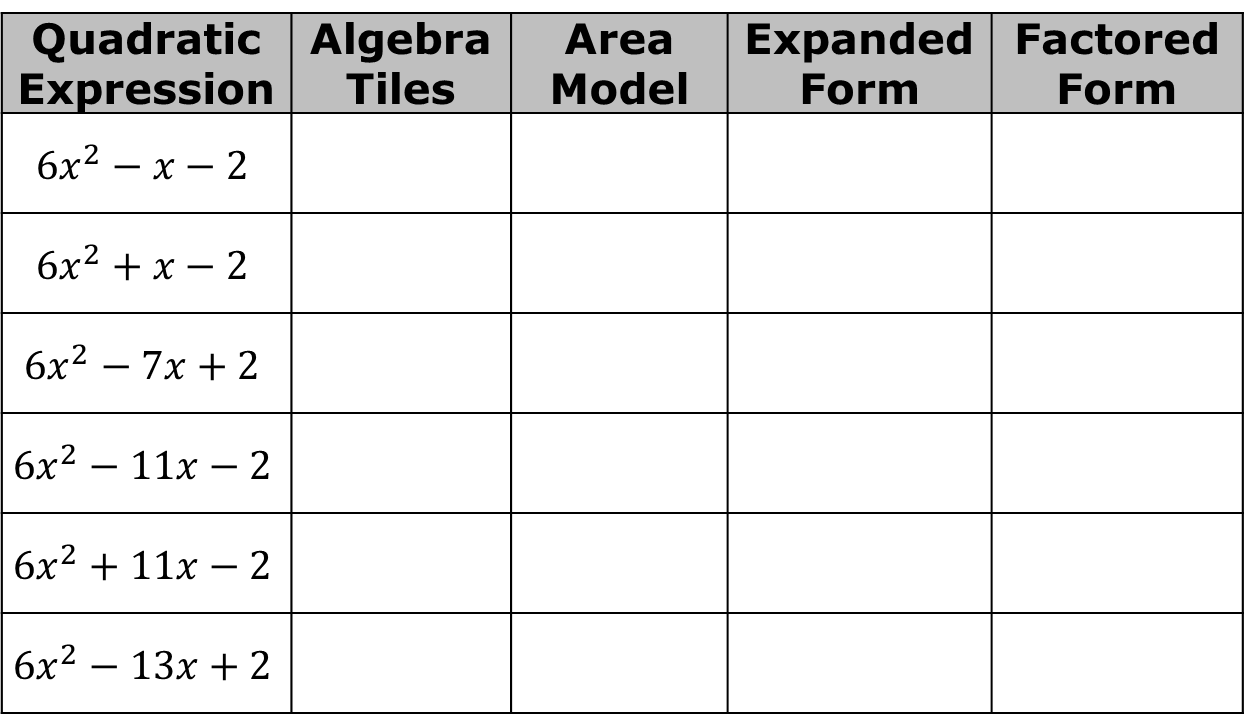 Quadratic Expression
Algebra Tiles
Area Model
Expanded Form
Factored Form
6x² − x − 2
6x² + x − 2
6x² − 7x + 2
6x² − 11x − 2
6x² + 11x − 2
6x² − 13x + 2